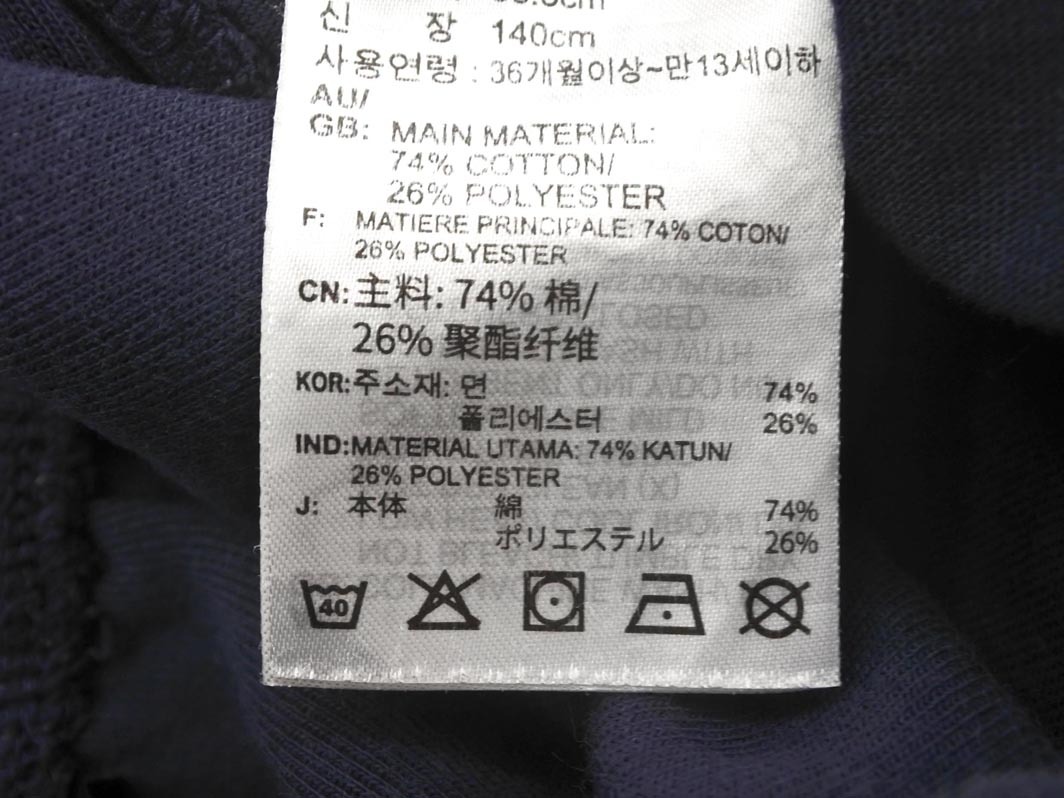 신 장 140cm
사용연령 : 36개월이상~만13세이하
AU/
GB: MAIN MATERIAL:
74% COTTON/
26% POLYESTER
F: MATIERE PRINCIPALE: 74% COTON/
26% POLYESTER
CN: 主料: 74% 棉/
26% 聚酯纤维
KOR: 주소재: 면 74%
폴리에스터 26%
IND: MATERIAL UTAMA: 74% KATUN/
26% POLYESTER
J: 本体 綿 74%
ポリエステル 26%
40